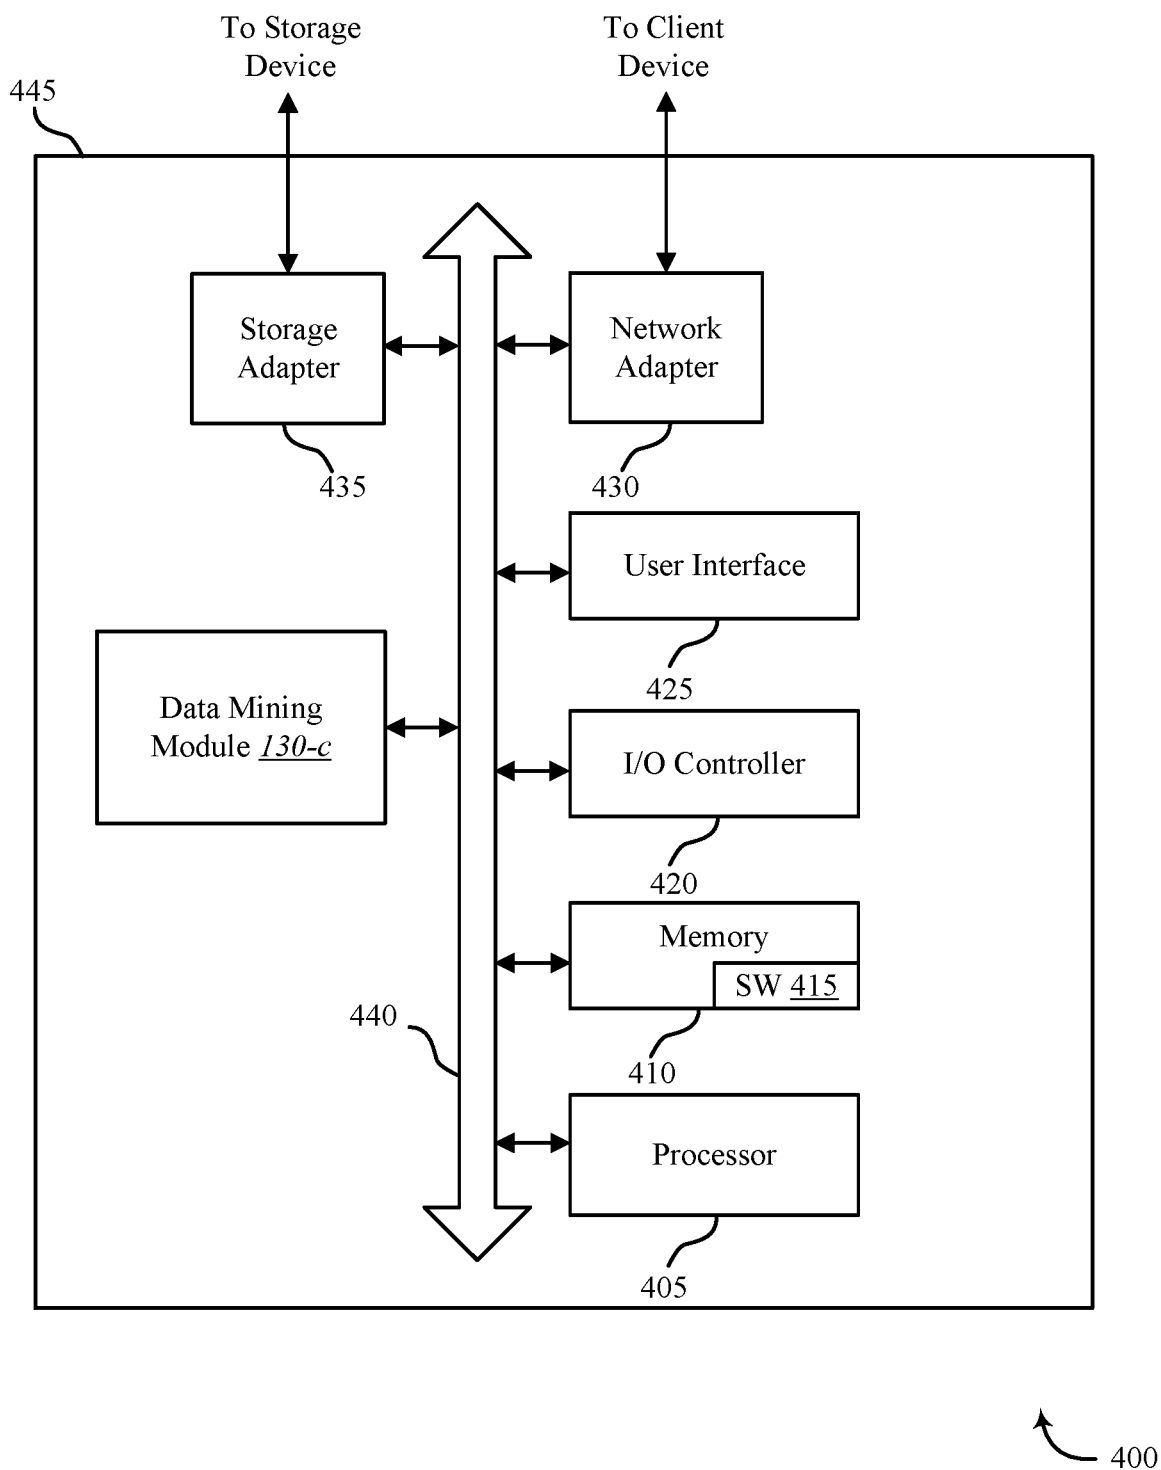 To Storage
Device
To Client
Device
445
Storage
Adapter
Network
Adapter
435
430
User Interface
425
Data Mining
Module 130-c
I/O Controller
420
Memory
SW 415
440
410
Processor
405
400